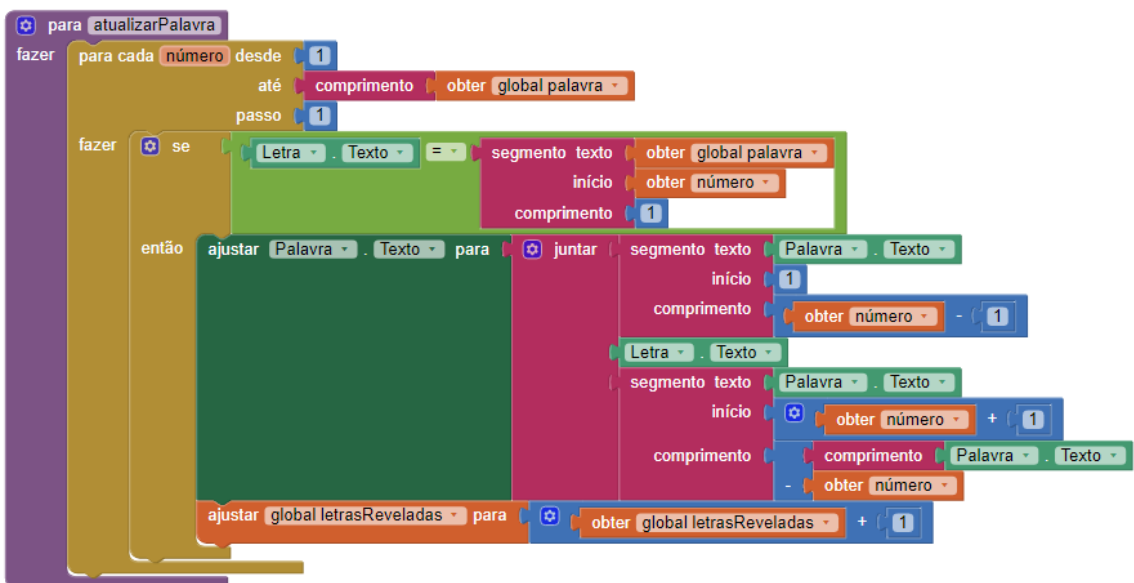 para atualizarPalavra
fazer para cada número desde 1
até comprimento obter global palavra
passo 1
fazer se Letra . Texto = segmento texto obter global palavra
início obter número
comprimento 1
então ajustar Palavra . Texto para juntar segmento texto Palavra . Texto
início 1
comprimento obter número - 1
Letra . Texto
segmento texto Palavra . Texto
início obter número + 1
comprimento comprimento Palavra . Texto
- obter número
ajustar global letrasReveladas para obter global letrasReveladas + 1